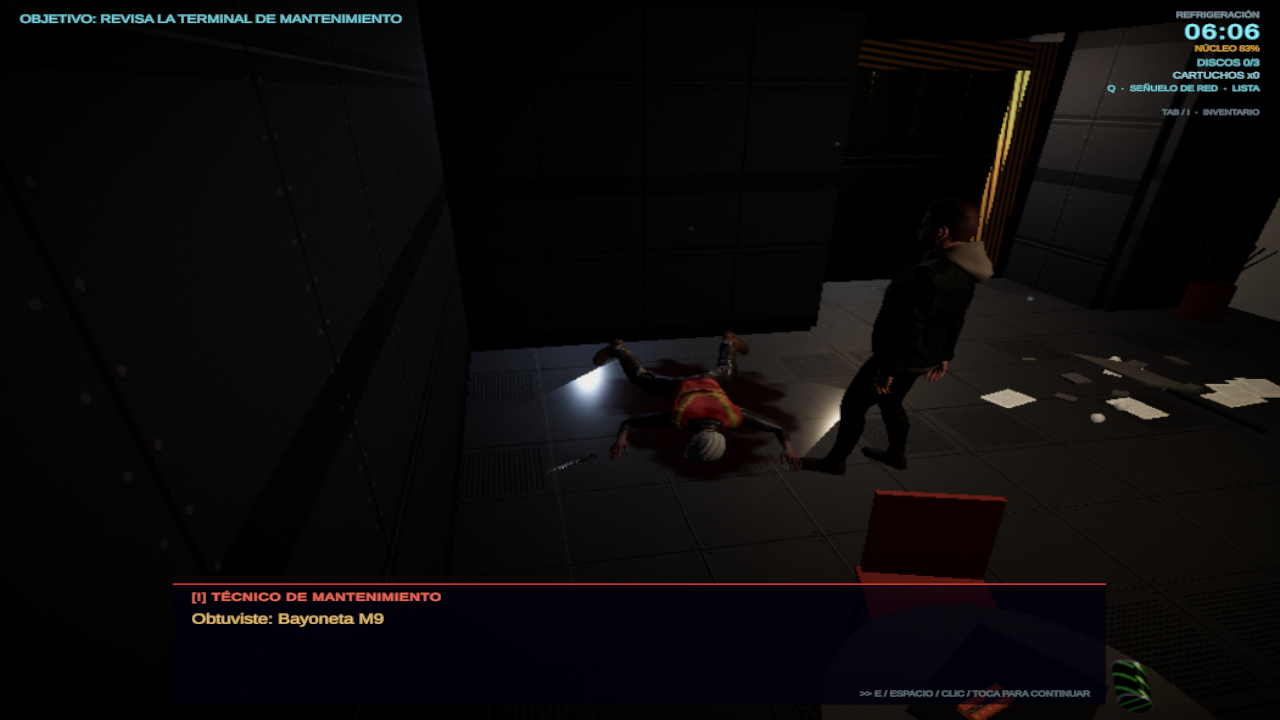 OBJETIVO: REVISA LA TERMINAL DE MANTENIMIENTO
REFRIGERACIÓN
06:06
NÚCLEO 83%
DISCOS 0/3
CARTUCHOS x0
Q · SEÑUELO DE RED · LISTA
TAB / I · INVENTARIO
[!] TÉCNICO DE MANTENIMIENTO
Obtuviste: Bayoneta M9
>> E / ESPACIO / CLIC / TOCA PARA CONTINUAR